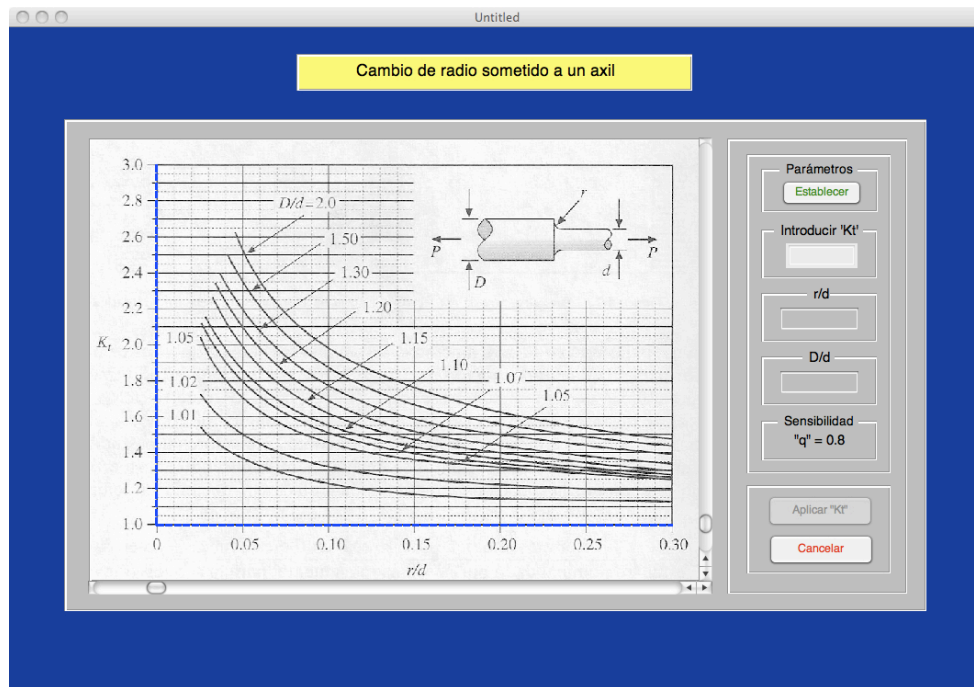 Untitled
Cambio de radio sometido a un axil
3.0
2.8
2.6
2.4
2.2
2.0
1.8
1.6
1.4
1.2
1.0
K_t
D/d=2.0
1.50
1.30
1.20
1.15
1.10
1.07
1.05
1.05
1.02
1.01
P
D
r
d
P
0
0.05
0.10
0.15
0.20
0.25
0.30
r/d
Parámetros
Establecer
Introducir 'Kt'
r/d
D/d
Sensibilidad
"q" = 0.8
Aplicar "Kt"
Cancelar